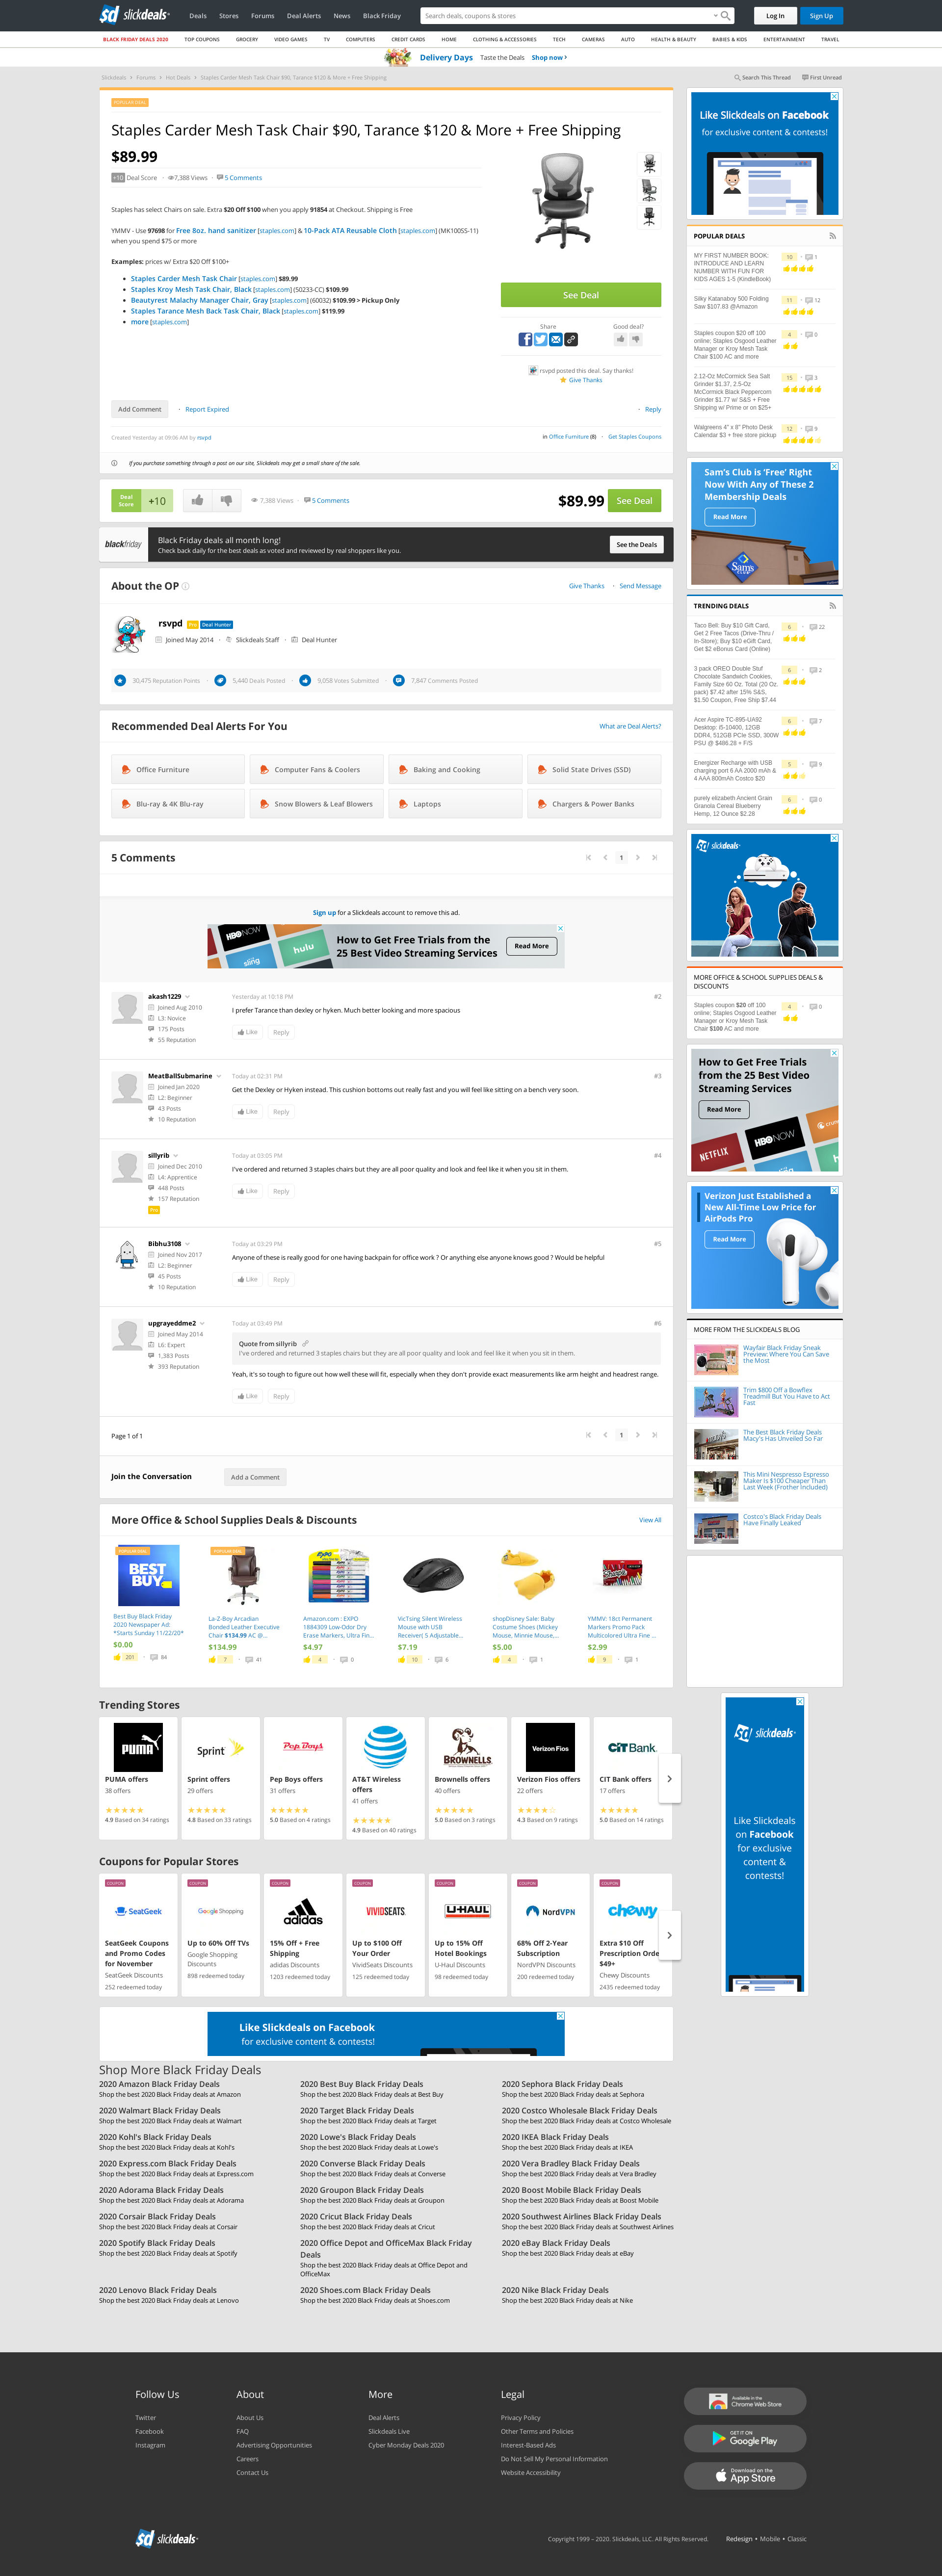 slickdeals
Deals
Stores
Forums
Deal Alerts
News
Black Friday
Search deals, coupons & stores
Log In
Sign Up
BLACK FRIDAY DEALS 2020
TOP COUPONS
GROCERY
VIDEO GAMES
TV
COMPUTERS
CREDIT CARDS
HOME
CLOTHING & ACCESSORIES
TECH
CAMERAS
AUTO
HEALTH & BEAUTY
BABIES & KIDS
ENTERTAINMENT
TRAVEL
Delivery Days Taste the Deals Shop now
Slickdeals > Forums > Hot Deals > Staples Carder Mesh Task Chair $90, Tarance $120 & More + Free Shipping
Search This Thread
First Unread
POPULAR DEAL
Staples Carder Mesh Task Chair $90, Tarance $120 & More + Free Shipping
$89.99
+10 Deal Score
7,388 Views
5 Comments
Staples has select Chairs on sale. Extra $20 Off $100 when you apply 91854 at Checkout. Shipping is Free
YMMV - Use 97698 for Free 8oz. hand sanitizer [staples.com] & 10-Pack ATA Reusable Cloth [staples.com] (MK100SS-11)
when you spend $75 or more
Examples: prices w/ Extra $20 Off $100+
Staples Carder Mesh Task Chair [staples.com] $89.99
Staples Kroy Mesh Task Chair, Black [staples.com] (50233-CC) $109.99
Beautyrest Malachy Manager Chair, Gray [staples.com] (60032) $109.99 > Pickup Only
Staples Tarance Mesh Back Task Chair, Black [staples.com] $119.99
more [staples.com]
See Deal
Share
Good deal?
rsvpd posted this deal. Say thanks!
Give Thanks
Add Comment
Report Expired
Reply
Created Yesterday at 09:06 AM by rsvpd
in Office Furniture (8)
Get Staples Coupons
If you purchase something through a post on our site, Slickdeals may get a small share of the sale.
Deal Score
+10
7,388 Views
5 Comments
$89.99
See Deal
blackfriday
Black Friday deals all month long!
Check back daily for the best deals as voted and reviewed by real shoppers like you.
See the Deals
About the OP
Give Thanks
Send Message
rsvpd Pro Deal Hunter
Joined May 2014
Slickdeals Staff
Deal Hunter
30,475 Reputation Points
5,440 Deals Posted
9,058 Votes Submitted
7,847 Comments Posted
Recommended Deal Alerts For You
What are Deal Alerts?
Office Furniture
Computer Fans & Coolers
Baking and Cooking
Solid State Drives (SSD)
Blu-ray & 4K Blu-ray
Snow Blowers & Leaf Blowers
Laptops
Chargers & Power Banks
5 Comments
1
Sign up for a Slickdeals account to remove this ad.
HBO NOW
sling
hulu
How to Get Free Trials from the
25 Best Video Streaming Services
Read More
akash1229
Joined Aug 2010
L3: Novice
175 Posts
55 Reputation
Yesterday at 10:18 PM
#2
I prefer Tarance than dexley or hyken. Much better looking and more spacious
Like
Reply
MeatBallSubmarine
Joined Jan 2020
L2: Beginner
43 Posts
10 Reputation
Today at 02:31 PM
#3
Get the Dexley or Hyken instead. This cushion bottoms out really fast and you will feel like sitting on a bench very soon.
Like
Reply
sillyrib
Joined Dec 2010
L4: Apprentice
448 Posts
157 Reputation
Pro
Today at 03:05 PM
#4
I've ordered and returned 3 staples chairs but they are all poor quality and look and feel like it when you sit in them.
Like
Reply
Bibhu3108
Joined Nov 2017
L2: Beginner
45 Posts
10 Reputation
Today at 03:29 PM
#5
Anyone of these is really good for one having backpain for office work ? Or anything else anyone knows good ? Would be helpful
Like
Reply
upgrayeddme2
Joined May 2014
L6: Expert
1,383 Posts
393 Reputation
Today at 03:49 PM
#6
Quote from sillyrib
I've ordered and returned 3 staples chairs but they are all poor quality and look and feel like it when you sit in them.
Yeah, it's so tough to figure out how well these will fit, especially when they don't provide exact measurements like arm height and headrest range.
Like
Reply
Page 1 of 1
1
Join the Conversation
Add a Comment
More Office & School Supplies Deals & Discounts
View All
POPULAR DEAL
BEST BUY
Best Buy Black Friday
2020 Newspaper Ad:
*Starts Sunday 11/22/20*
$0.00
201
84
POPULAR DEAL
La-Z-Boy Arcadian
Bonded Leather Executive
Chair $134.99 AC @...
$134.99
7
41
EXPO
Amazon.com : EXPO
1884309 Low-Odor Dry
Erase Markers, Ultra Fin...
$4.97
4
0
VicTsing Silent Wireless
Mouse with USB
Receiver( 5 Adjustable...
$7.19
10
6
shopDisney Sale: Baby
Costume Shoes (Mickey
Mouse, Minnie Mouse,...
$5.00
4
1
YMMV: 18ct Permanent
Markers Promo Pack
Multicolored Ultra Fine ...
$2.99
9
1
Trending Stores
PUMA
PUMA offers
38 offers
4.9 Based on 34 ratings
Sprint
Sprint offers
29 offers
4.8 Based on 33 ratings
Pep Boys
Pep Boys offers
31 offers
5.0 Based on 4 ratings
AT&T Wireless
offers
41 offers
4.9 Based on 40 ratings
BROWNELLS
Brownells offers
40 offers
5.0 Based on 3 ratings
Verizon Fios
Verizon Fios offers
22 offers
4.3 Based on 9 ratings
CIT Bank
CIT Bank offers
17 offers
5.0 Based on 14 ratings
Coupons for Popular Stores
COUPON
SeatGeek
SeatGeek Coupons
and Promo Codes
for November
SeatGeek Discounts
252 redeemed today
COUPON
Google Shopping
Up to 60% Off TVs
Google Shopping
Discounts
898 redeemed today
COUPON
adidas
15% Off + Free
Shipping
adidas Discounts
1203 redeemed today
COUPON
VIVIDSEATS
Up to $100 Off
Your Order
VividSeats Discounts
125 redeemed today
COUPON
U-HAUL
Up to 15% Off
Hotel Bookings
U-Haul Discounts
98 redeemed today
COUPON
NordVPN
68% Off 2-Year
Subscription
NordVPN Discounts
200 redeemed today
COUPON
chewy
Extra $10 Off
Prescription Orde
$49+
Chewy Discounts
2435 redeemed today
Like Slickdeals on Facebook
for exclusive content & contests!
Shop More Black Friday Deals
2020 Amazon Black Friday Deals
Shop the best 2020 Black Friday deals at Amazon
2020 Best Buy Black Friday Deals
Shop the best 2020 Black Friday deals at Best Buy
2020 Sephora Black Friday Deals
Shop the best 2020 Black Friday deals at Sephora
2020 Walmart Black Friday Deals
Shop the best 2020 Black Friday deals at Walmart
2020 Target Black Friday Deals
Shop the best 2020 Black Friday deals at Target
2020 Costco Wholesale Black Friday Deals
Shop the best 2020 Black Friday deals at Costco Wholesale
2020 Kohl's Black Friday Deals
Shop the best 2020 Black Friday deals at Kohl's
2020 Lowe's Black Friday Deals
Shop the best 2020 Black Friday deals at Lowe's
2020 IKEA Black Friday Deals
Shop the best 2020 Black Friday deals at IKEA
2020 Express.com Black Friday Deals
Shop the best 2020 Black Friday deals at Express.com
2020 Converse Black Friday Deals
Shop the best 2020 Black Friday deals at Converse
2020 Vera Bradley Black Friday Deals
Shop the best 2020 Black Friday deals at Vera Bradley
2020 Adorama Black Friday Deals
Shop the best 2020 Black Friday deals at Adorama
2020 Groupon Black Friday Deals
Shop the best 2020 Black Friday deals at Groupon
2020 Boost Mobile Black Friday Deals
Shop the best 2020 Black Friday deals at Boost Mobile
2020 Corsair Black Friday Deals
Shop the best 2020 Black Friday deals at Corsair
2020 Cricut Black Friday Deals
Shop the best 2020 Black Friday deals at Cricut
2020 Southwest Airlines Black Friday Deals
Shop the best 2020 Black Friday deals at Southwest Airlines
2020 Spotify Black Friday Deals
Shop the best 2020 Black Friday deals at Spotify
2020 Office Depot and OfficeMax Black Friday
Deals
Shop the best 2020 Black Friday deals at Office Depot and
OfficeMax
2020 eBay Black Friday Deals
Shop the best 2020 Black Friday deals at eBay
2020 Lenovo Black Friday Deals
Shop the best 2020 Black Friday deals at Lenovo
2020 Shoes.com Black Friday Deals
Shop the best 2020 Black Friday deals at Shoes.com
2020 Nike Black Friday Deals
Shop the best 2020 Black Friday deals at Nike
Like Slickdeals on Facebook
for exclusive content & contests!
POPULAR DEALS
MY FIRST NUMBER BOOK:
INTRODUCE AND LEARN
NUMBER WITH FUN FOR
KIDS AGES 1-5 (KindleBook)
10
1
Silky Katanaboy 500 Folding
Saw $107.83 @Amazon
11
12
Staples coupon $20 off 100
online; Staples Osgood Leather
Manager or Kroy Mesh Task
Chair $100 AC and more
4
0
2.12-Oz McCormick Sea Salt
Grinder $1.37, 2.5-Oz
McCormick Black Peppercorn
Grinder $1.77 w/ S&S + Free
Shipping w/ Prime or on $25+
15
3
Walgreens 4" x 8" Photo Desk
Calendar $3 + free store pickup
12
9
Sam's Club is 'Free' Right
Now With Any of These 2
Membership Deals
Read More
Sam's
TRENDING DEALS
Taco Bell: Buy $10 Gift Card,
Get 2 Free Tacos (Drive-Thru /
In-Store); Buy $10 eGift Card,
Get $2 eBonus Card (Online)
6
22
3 pack OREO Double Stuf
Chocolate Sandwich Cookies,
Family Size 60 Oz, Total (20 Oz.
pack) $7.42 after 15% S&S,
$1.50 Coupon, Free Ship $7.44
6
2
Acer Aspire TC-895-UA92
Desktop: i5-10400, 12GB
DDR4, 512GB PCIe SSD, 300W
PSU @ $486.28 + F/S
6
7
Energizer Recharge with USB
charging port 6 AA 2000 mAh &
4 AAA 800mAh Costco $20
5
9
purely elizabeth Ancient Grain
Granola Cereal Blueberry
Hemp, 12 Ounce $2.28
6
0
slickdeals
MORE OFFICE & SCHOOL SUPPLIES DEALS &
DISCOUNTS
Staples coupon $20 off 100
online; Staples Osgood Leather
Manager or Kroy Mesh Task
Chair $100 AC and more
4
0
How to Get Free Trials
from the 25 Best Video
Streaming Services
Read More
NETFLIX
HBO NOW
Verizon Just Established a
New All-Time Low Price for
AirPods Pro
Read More
MORE FROM THE SLICKDEALS BLOG
Wayfair Black Friday Sneak
Preview: Where You Can Save
the Most
Trim $800 Off a Bowflex
Treadmill But You Have to Act
Fast
The Best Black Friday Deals
Macy's Has Unveiled So Far
This Mini Nespresso Espresso
Maker Is $100 Cheaper Than
Last Week (Frother Included)
Costco's Black Friday Deals
Have Finally Leaked
slickdeals
Like Slickdeals
on Facebook
for exclusive
content &
contests!
Follow Us
Twitter
Facebook
Instagram
About
About Us
FAQ
Advertising Opportunities
Careers
Contact Us
More
Deal Alerts
Slickdeals Live
Cyber Monday Deals 2020
Legal
Privacy Policy
Other Terms and Policies
Interest-Based Ads
Do Not Sell My Personal Information
Website Accessibility
Available in the
Chrome Web Store
GET IT ON
Google Play
Download on the
App Store
slickdeals
Copyright 1999 – 2020. Slickdeals, LLC. All Rights Reserved.
Redesign • Mobile • Classic